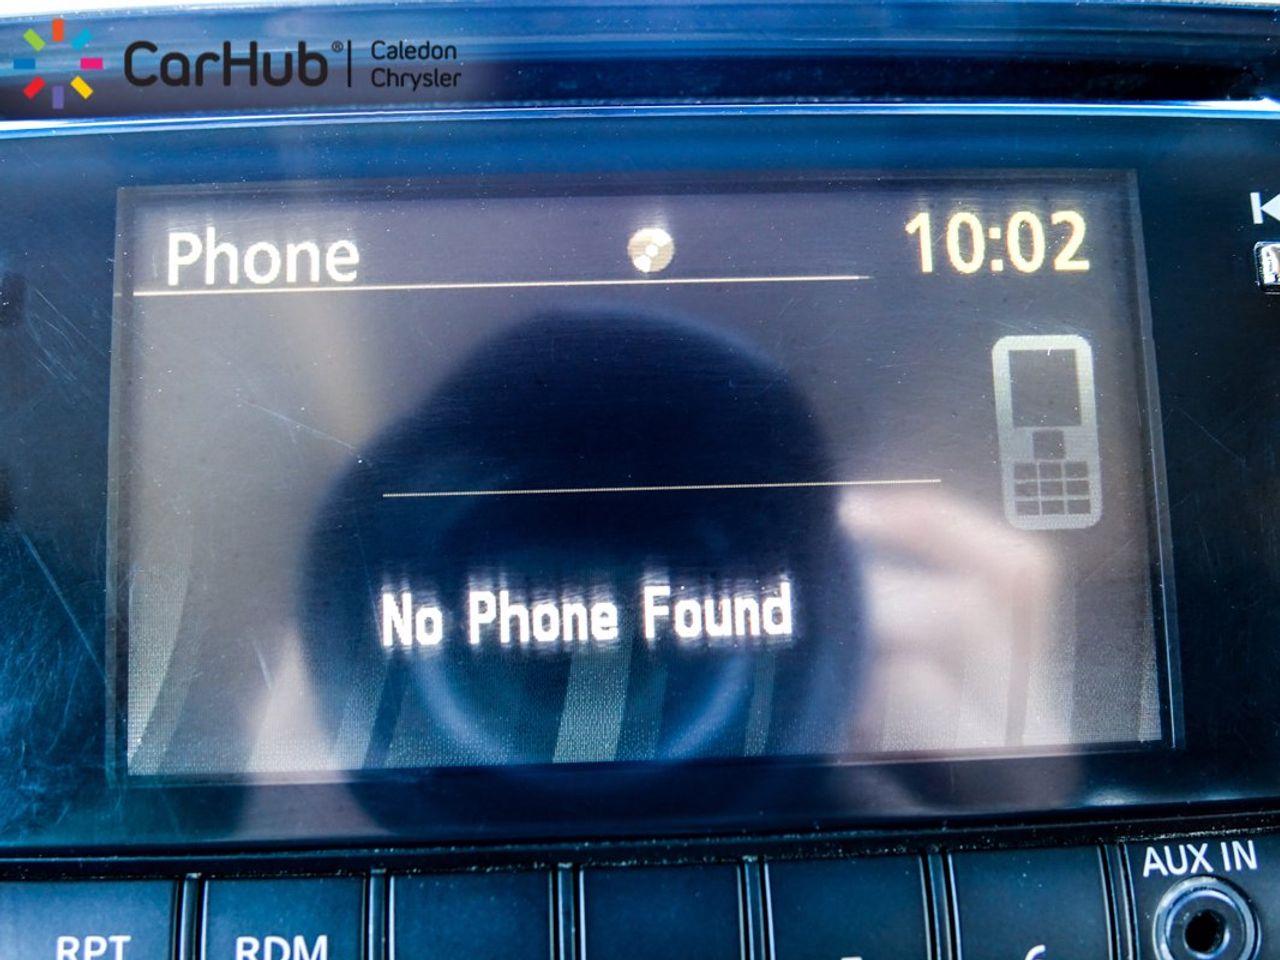 CarHub® | Caledon
Chrysler
Phone 10:02
No Phone Found
AUX IN
RPT RDM